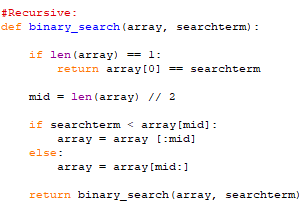 #Recursive:
def binary_search(array, searchterm):
    if len(array) == 1:
        return array[0] == searchterm
    mid = len(array) // 2
    if searchterm < array[mid]:
        array = array [:mid]
    else:
        array = array[mid:]
    return binary_search(array, searchterm)